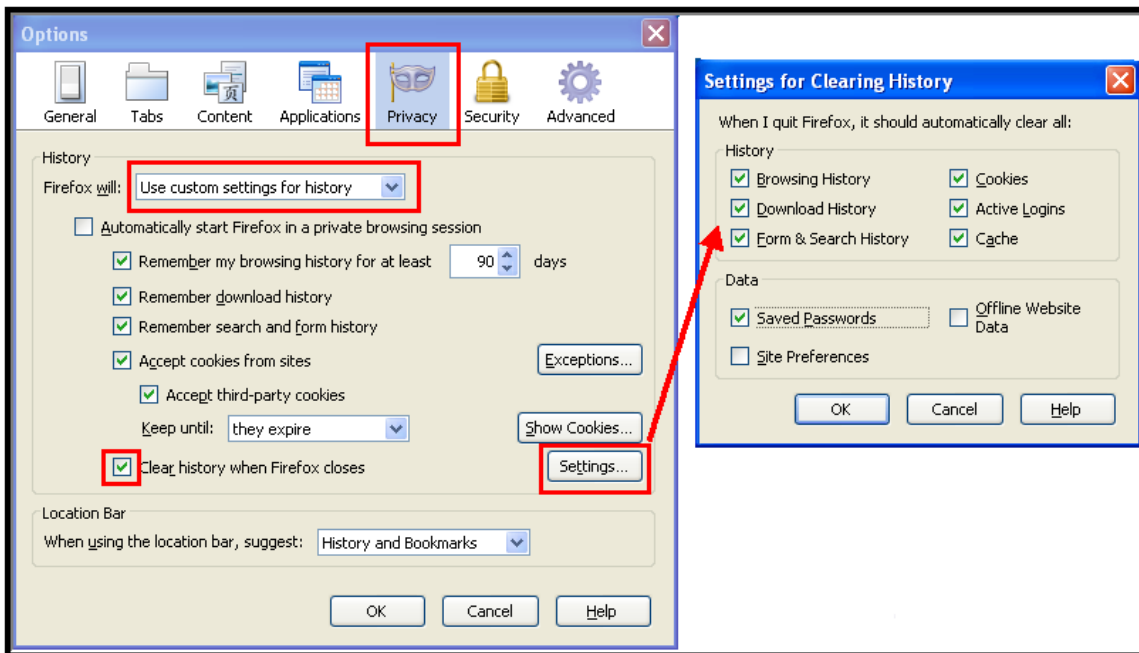 Options
页
General Tabs Content Applications Privacy Security Advanced
History
Firefox will: Use custom settings for history
Automatically start Firefox in a private browsing session
Remember my browsing history for at least 90 days
Remember download history
Remember search and form history
Accept cookies from sites Exceptions...
Accept third-party cookies
Keep until: they expire Show Cookies...
Clear history when Firefox closes Settings...
Location Bar
When using the location bar, suggest: History and Bookmarks
OK Cancel Help
Settings for Clearing History
When I quit Firefox, it should automatically clear all:
History
Browsing History Cookies
Download History Active Logins
Form & Search History Cache
Data
Saved Passwords Offline Website
Data
Site Preferences
OK Cancel Help